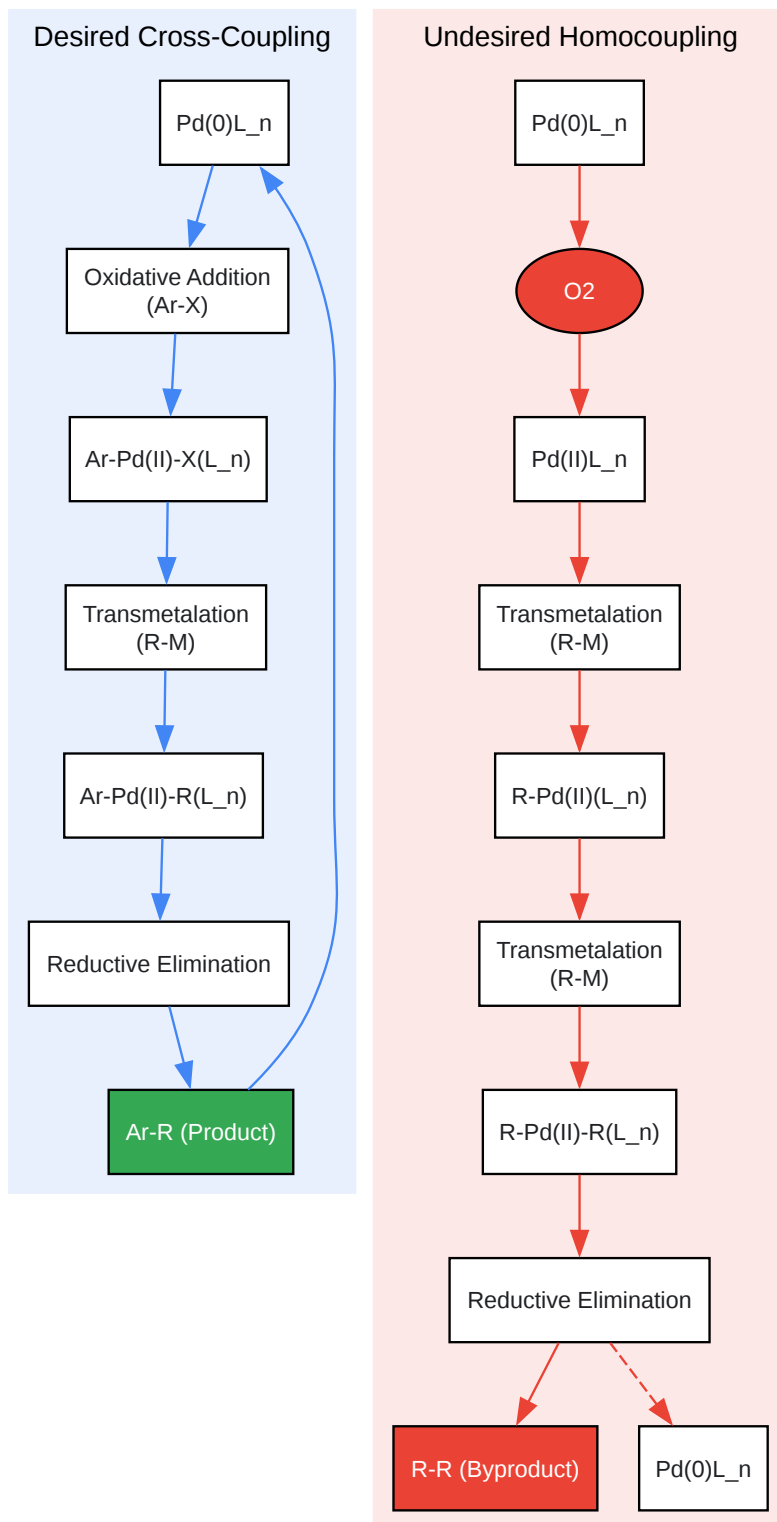 Desired Cross-Coupling
Pd(0)L_n
Oxidative Addition
(Ar-X)
Ar-Pd(II)-X(L_n)
Transmetalation
(R-M)
Ar-Pd(II)-R(L_n)
Reductive Elimination
Ar-R (Product)
Undesired Homocoupling
Pd(0)L_n
O2
Pd(II)L_n
Transmetalation
(R-M)
R-Pd(II)(L_n)
Transmetalation
(R-M)
R-Pd(II)-R(L_n)
Reductive Elimination
R-R (Byproduct)
Pd(0)L_n